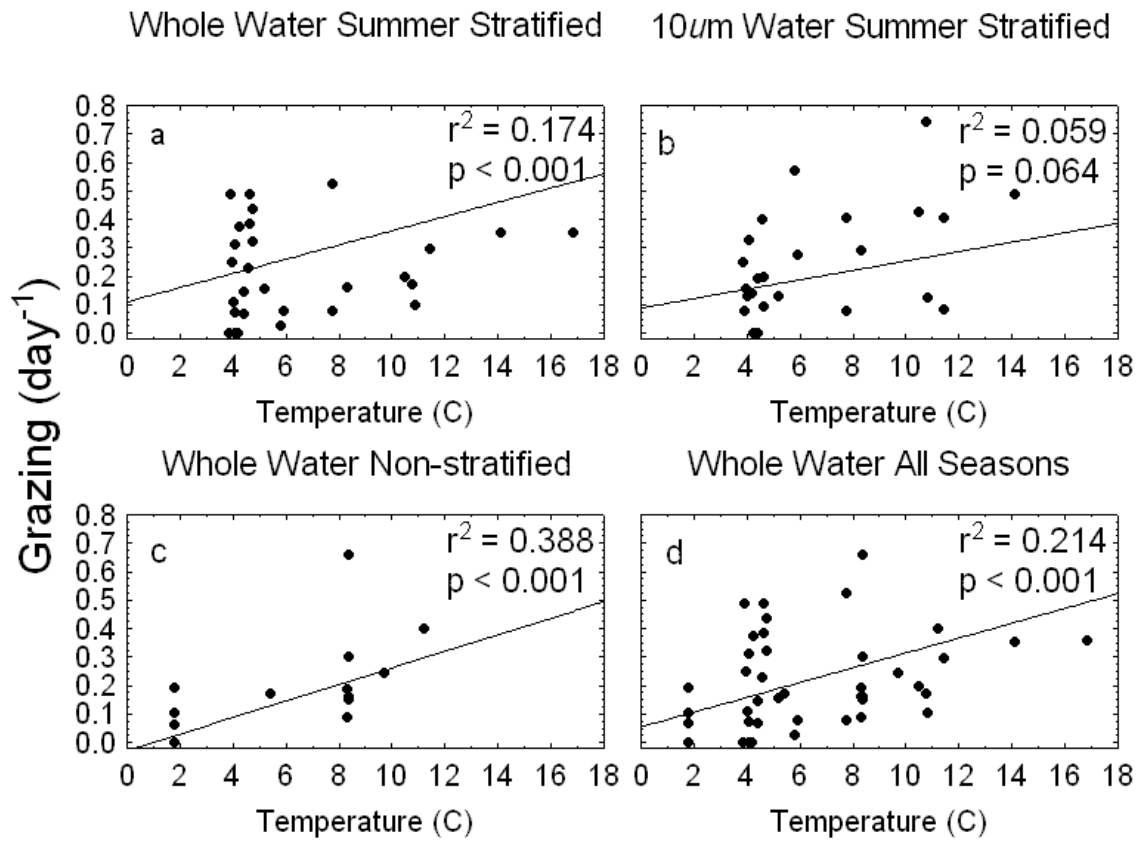 Whole Water Summer Stratified
10um Water Summer Stratified
Grazing (day-1)
0.8
0.7
0.6
0.5
0.4
0.3
0.2
0.1
0.0
a
r2 = 0.174
p < 0.001
0 2 4 6 8 10 12 14 16 18
Temperature (C)
b
r2 = 0.059
p = 0.064
0 2 4 6 8 10 12 14 16 18
Temperature (C)
Whole Water Non-stratified
Whole Water All Seasons
0.8
0.7
0.6
0.5
0.4
0.3
0.2
0.1
0.0
c
r2 = 0.388
p < 0.001
0 2 4 6 8 10 12 14 16 18
Temperature (C)
d
r2 = 0.214
p < 0.001
0 2 4 6 8 10 12 14 16 18
Temperature (C)